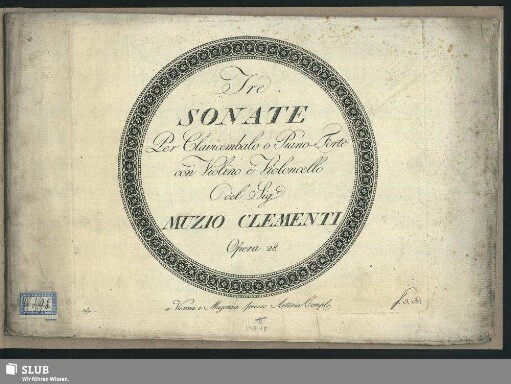 Tre
SONATE
Per Clavicembalo o Piano-Forte
con Violino e Violoncello
del Sig.
MUZIO CLEMENTI
Opera 28.
a Vienna e Magonza presso Artaria Comp.
SLUB
Wir führen Wissen.